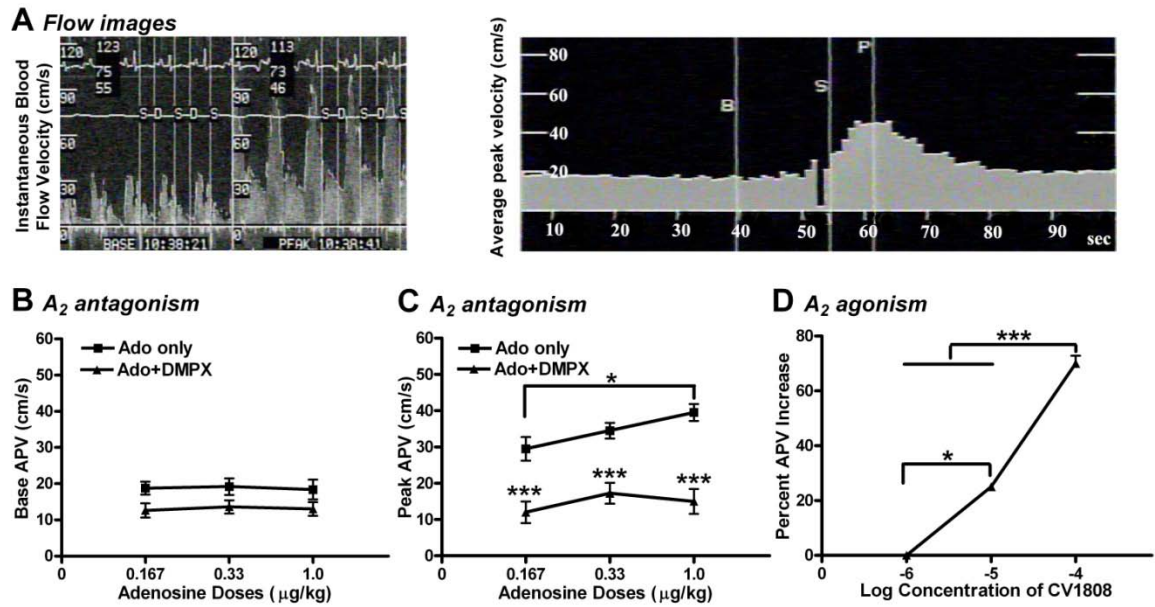 A Flow images
Instantaneous Blood
Flow Velocity (cm/s)
120
90
60
30
0
123
75
55
S D S D S
BASE 10:38:21
120
90
60
30
0
113
73
46
S D S D S
PEAK 10:38:41
Average peak velocity (cm/s)
80
60
40
20
B
S
P
10 20 30 40 50 60 70 80 90 sec
B A2 antagonism
Base APV (cm/s)
60
50
40
30
20
10
0
Ado only
Ado+DMPX
0 0.167 0.33 1.0
Adenosine Doses ( μg/kg)
C A2 antagonism
Peak APV (cm/s)
60
50
40
30
20
10
0
Ado only
Ado+DMPX
*
*** *** ***
0 0.167 0.33 1.0
Adenosine Doses ( μg/kg)
D A2 agonism
Percent APV Increase
80
60
40
20
0
***
*
0 -6 -5 -4
Log Concentration of CV1808